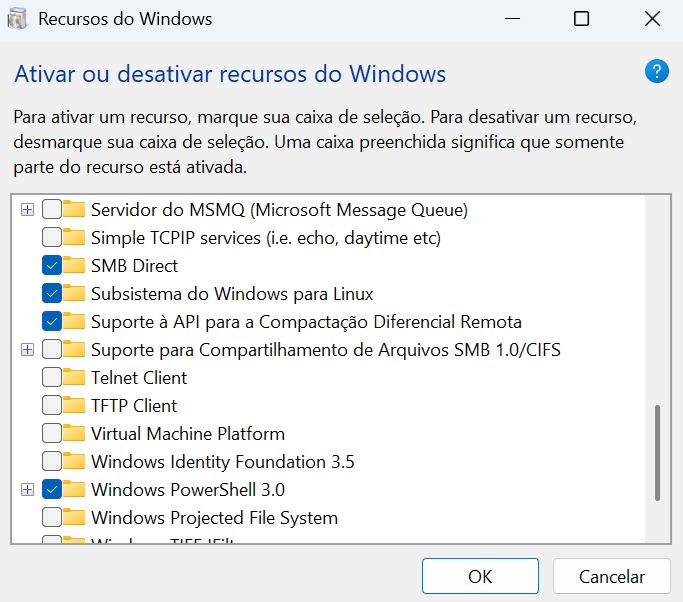 Recursos do Windows
Ativar ou desativar recursos do Windows
?
Para ativar um recurso, marque sua caixa de seleção. Para desativar um recurso,
desmarque sua caixa de seleção. Uma caixa preenchida significa que somente
parte do recurso está ativada.
Servidor do MSMQ (Microsoft Message Queue)
Simple TCPIP services (i.e. echo, daytime etc)
SMB Direct
Subsistema do Windows para Linux
Suporte à API para a Compactação Diferencial Remota
Suporte para Compartilhamento de Arquivos SMB 1.0/CIFS
Telnet Client
TFTP Client
Virtual Machine Platform
Windows Identity Foundation 3.5
Windows PowerShell 3.0
Windows Projected File System
Windows TIFF IFilt
OK
Cancelar